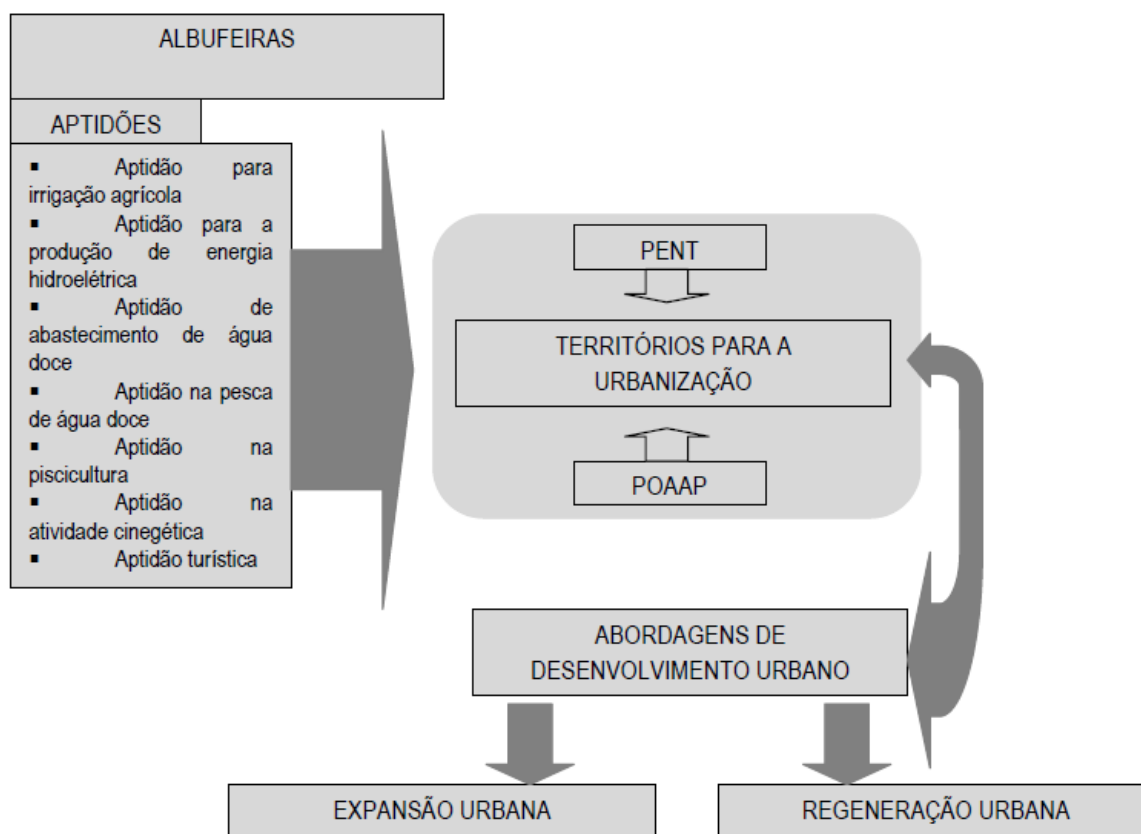 ALBUFEIRAS
APTIDÕES
▪ Aptidão para
irrigação agrícola
▪ Aptidão para a
produção de energia
hidroelétrica
▪ Aptidão de
abastecimento de água
doce
▪ Aptidão na pesca
de água doce
▪ Aptidão na
piscicultura
▪ Aptidão na
atividade cinegética
▪ Aptidão turística
PENT
TERRITÓRIOS PARA A
URBANIZAÇÃO
POAAP
ABORDAGENS DE
DESENVOLVIMENTO URBANO
EXPANSÃO URBANA
REGENERAÇÃO URBANA